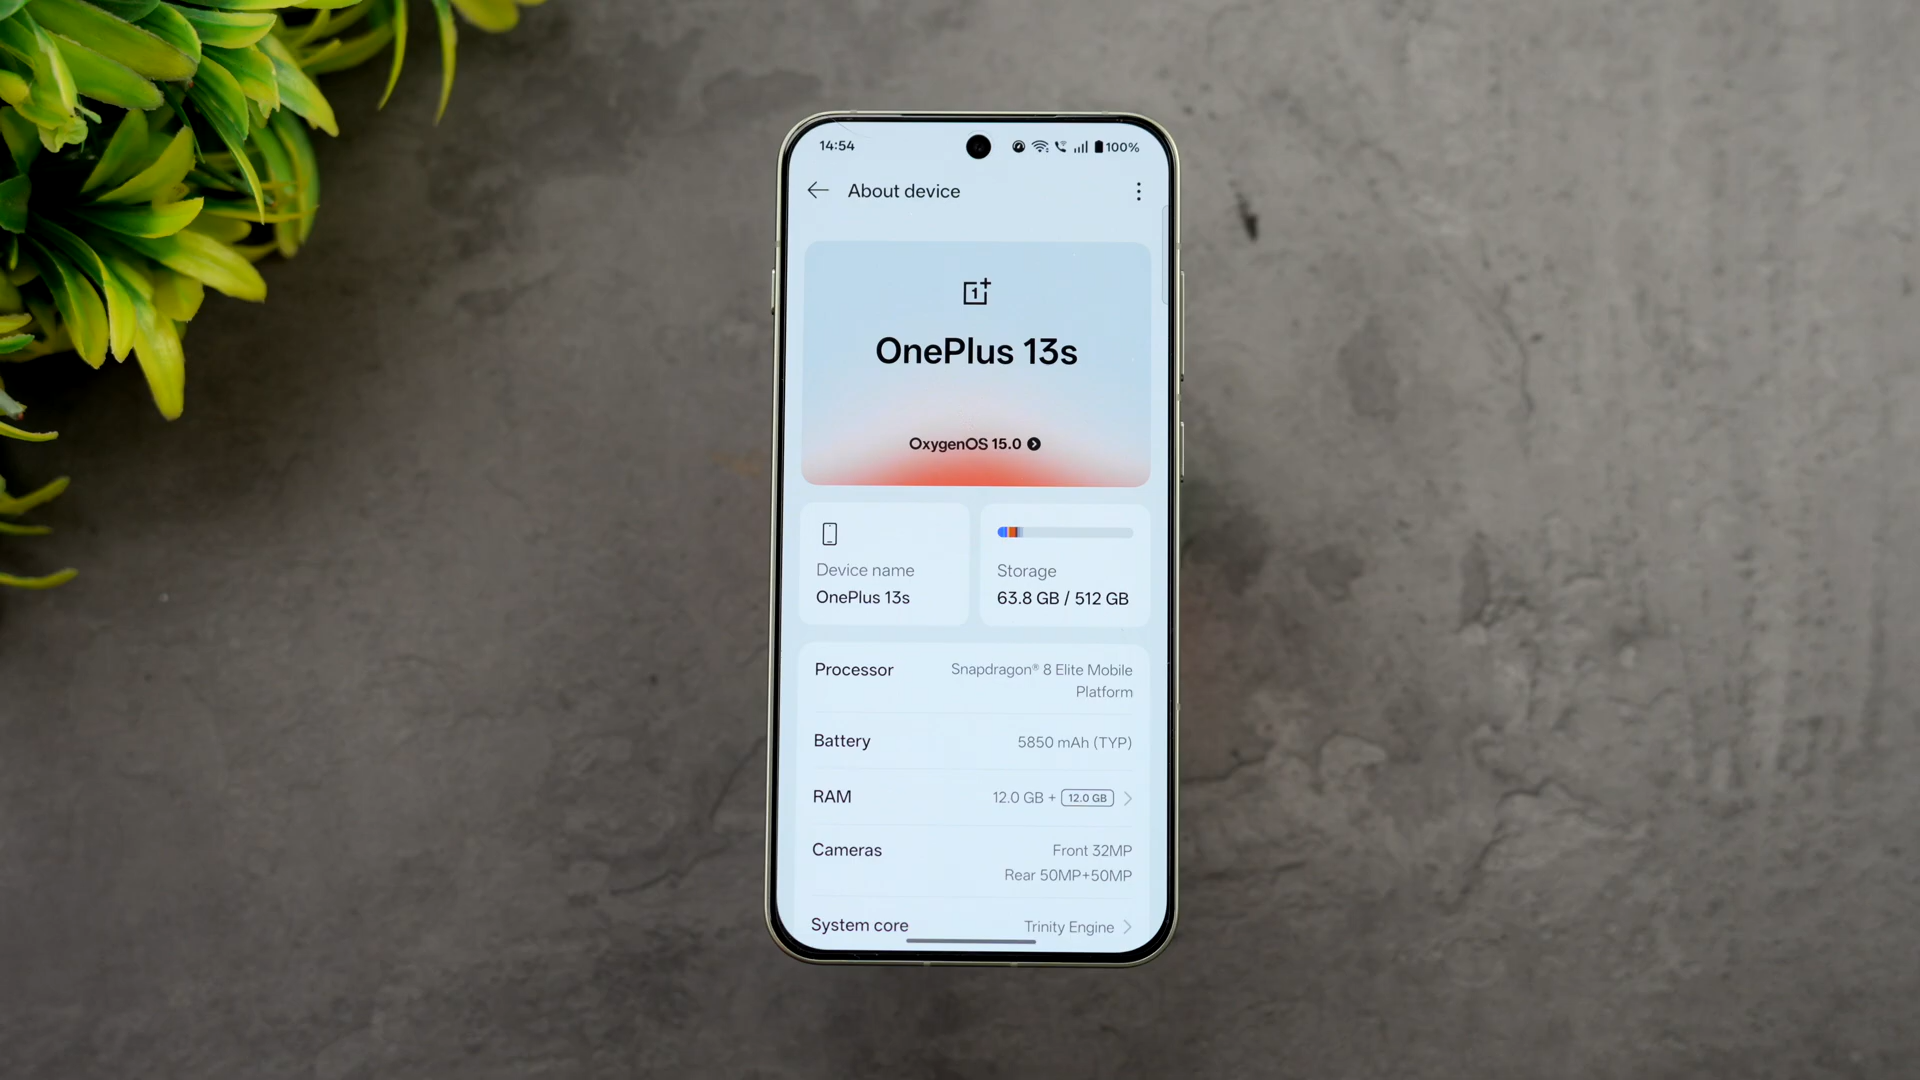 14:54
100%
About device
OnePlus 13s
OxygenOS 15.0
Device name
OnePlus 13s
Storage
63.8 GB / 512 GB
Processor
Snapdragon® 8 Elite Mobile
Platform
Battery
5850 mAh (TYP)
RAM
12.0 GB + 12.0 GB
Cameras
Front 32MP
Rear 50MP+50MP
System core
Trinity Engine